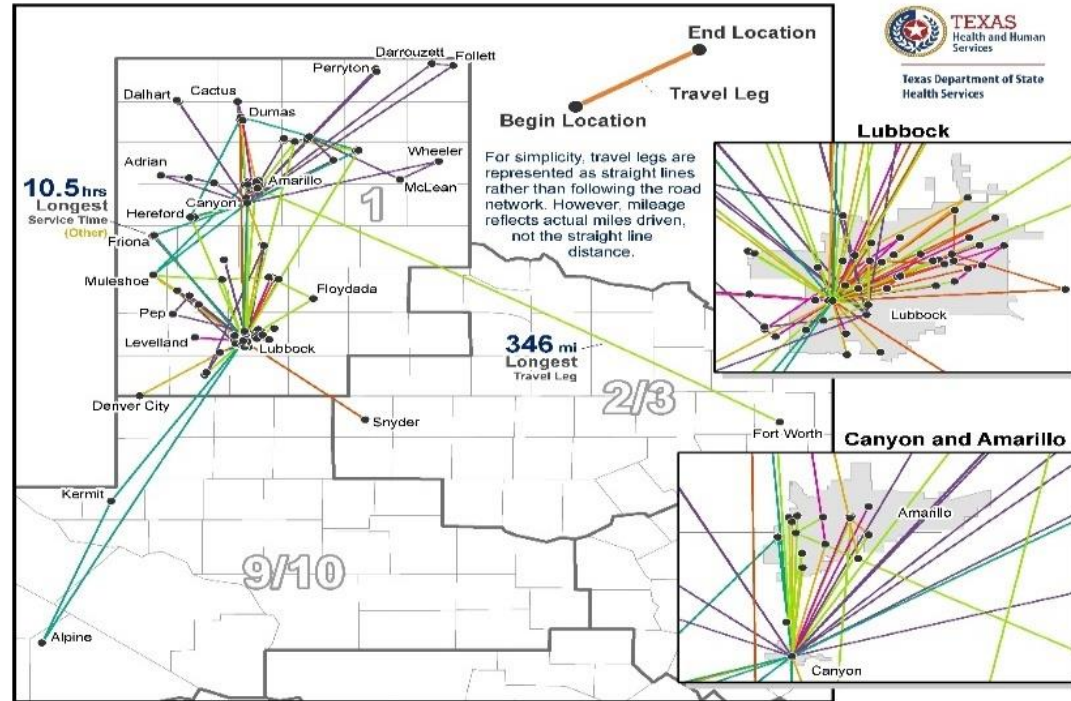 Darrouzett
Follett
Perryton
Dalhart
Cactus
Dumas
Adrian
Wheeler
McLean
Amarillo
Canyon
1
10.5 hrs
Longest
Service Time
(Other)
Hereford
Friona
Muleshoe
Floydada
Pep
Levelland
Lubbock
Denver City
Snyder
346 mi
Longest
Travel Leg
2/3
Fort Worth
Kermit
9/10
Alpine
End Location
Travel Leg
Begin Location
For simplicity, travel legs are
represented as straight lines
rather than following the road
network. However, mileage
reflects actual miles driven,
not the straight line
distance.
TEXAS
Health and Human
Services
Texas Department of State
Health Services
Lubbock
Lubbock
Canyon and Amarillo
Amarillo
Canyon